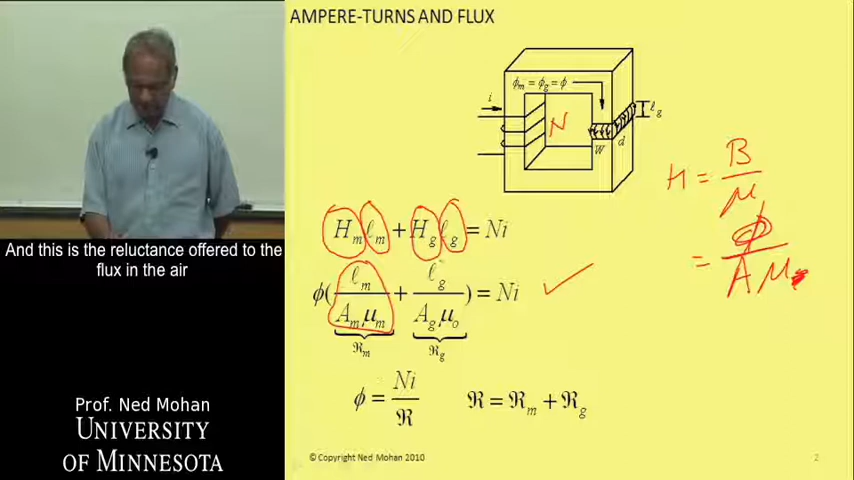 AMPERE-TURNS AND FLUX
ϕm = ϕg = ϕ
i
N
ℓg
W
d
H = B/μ
= ϕ/Aμ
Hmℓm + Hgℓg = Ni
ϕ(ℓm/Amμm + ℓg/Agμo) = Ni
ℜm ℜg
ϕ = Ni/ℜ ℜ = ℜm + ℜg
And this is the reluctance offered to the
flux in the air
Prof. Ned Mohan
UNIVERSITY
OF MINNESOTA
© Copyright Ned Mohan 2010
2